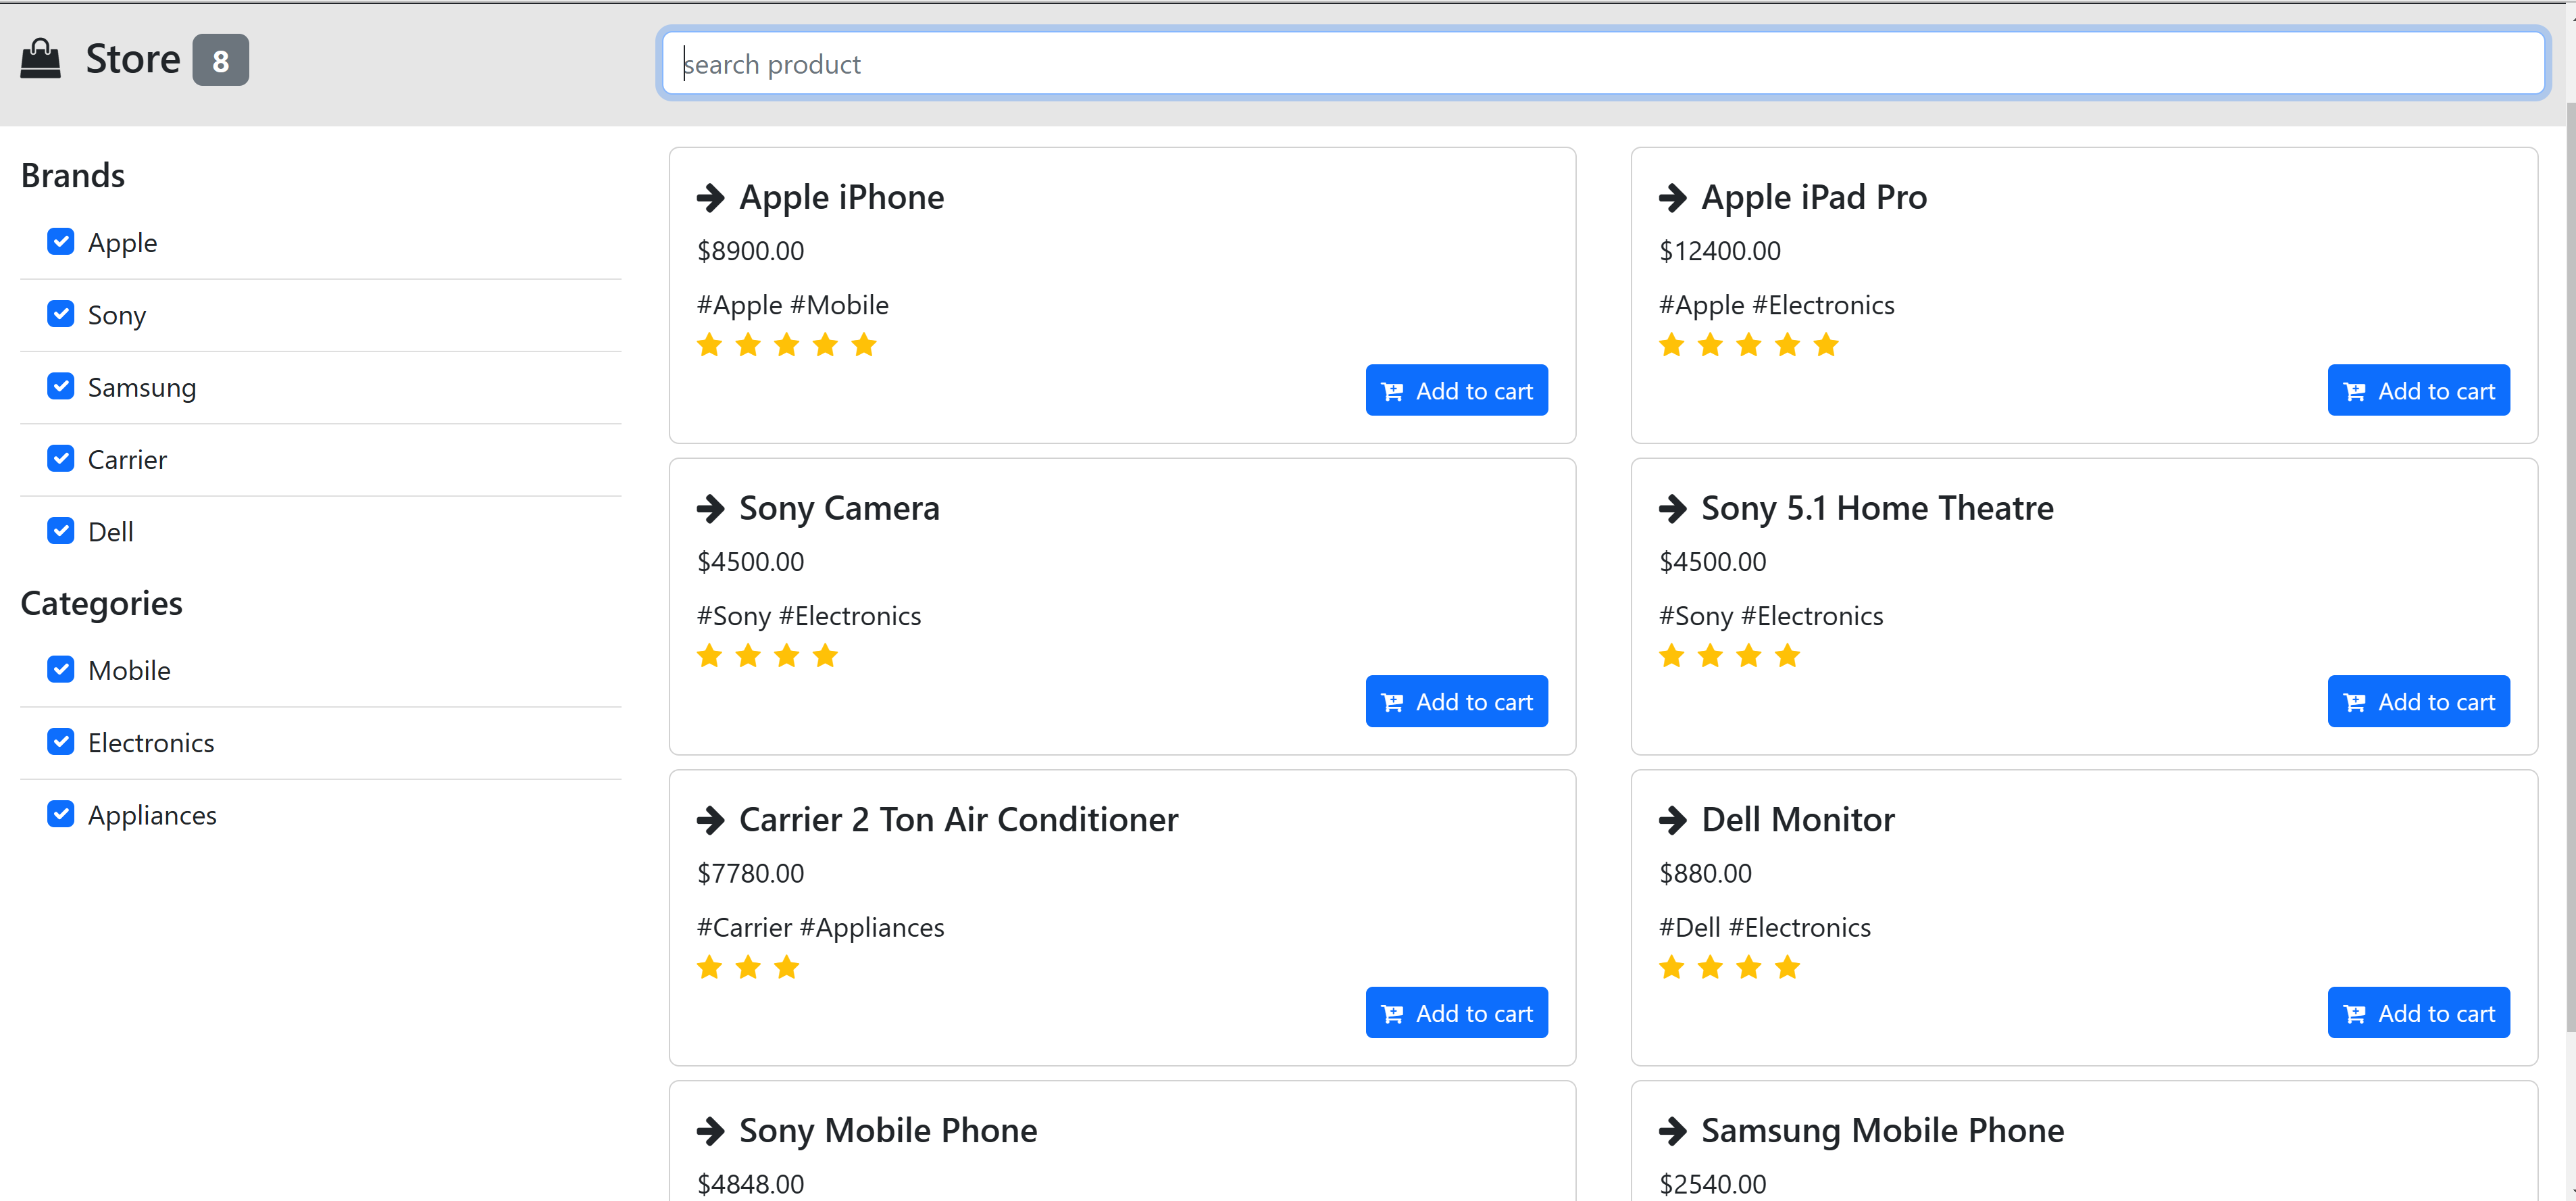 Store 8
search product
Brands
Apple
Sony
Samsung
Carrier
Dell
Categories
Mobile
Electronics
Appliances
Apple iPhone
$8900.00
#Apple #Mobile
Add to cart
Apple iPad Pro
$12400.00
#Apple #Electronics
Add to cart
Sony Camera
$4500.00
#Sony #Electronics
Add to cart
Sony 5.1 Home Theatre
$4500.00
#Sony #Electronics
Add to cart
Carrier 2 Ton Air Conditioner
$7780.00
#Carrier #Appliances
Add to cart
Dell Monitor
$880.00
#Dell #Electronics
Add to cart
Sony Mobile Phone
$4848.00
Samsung Mobile Phone
$2540.00